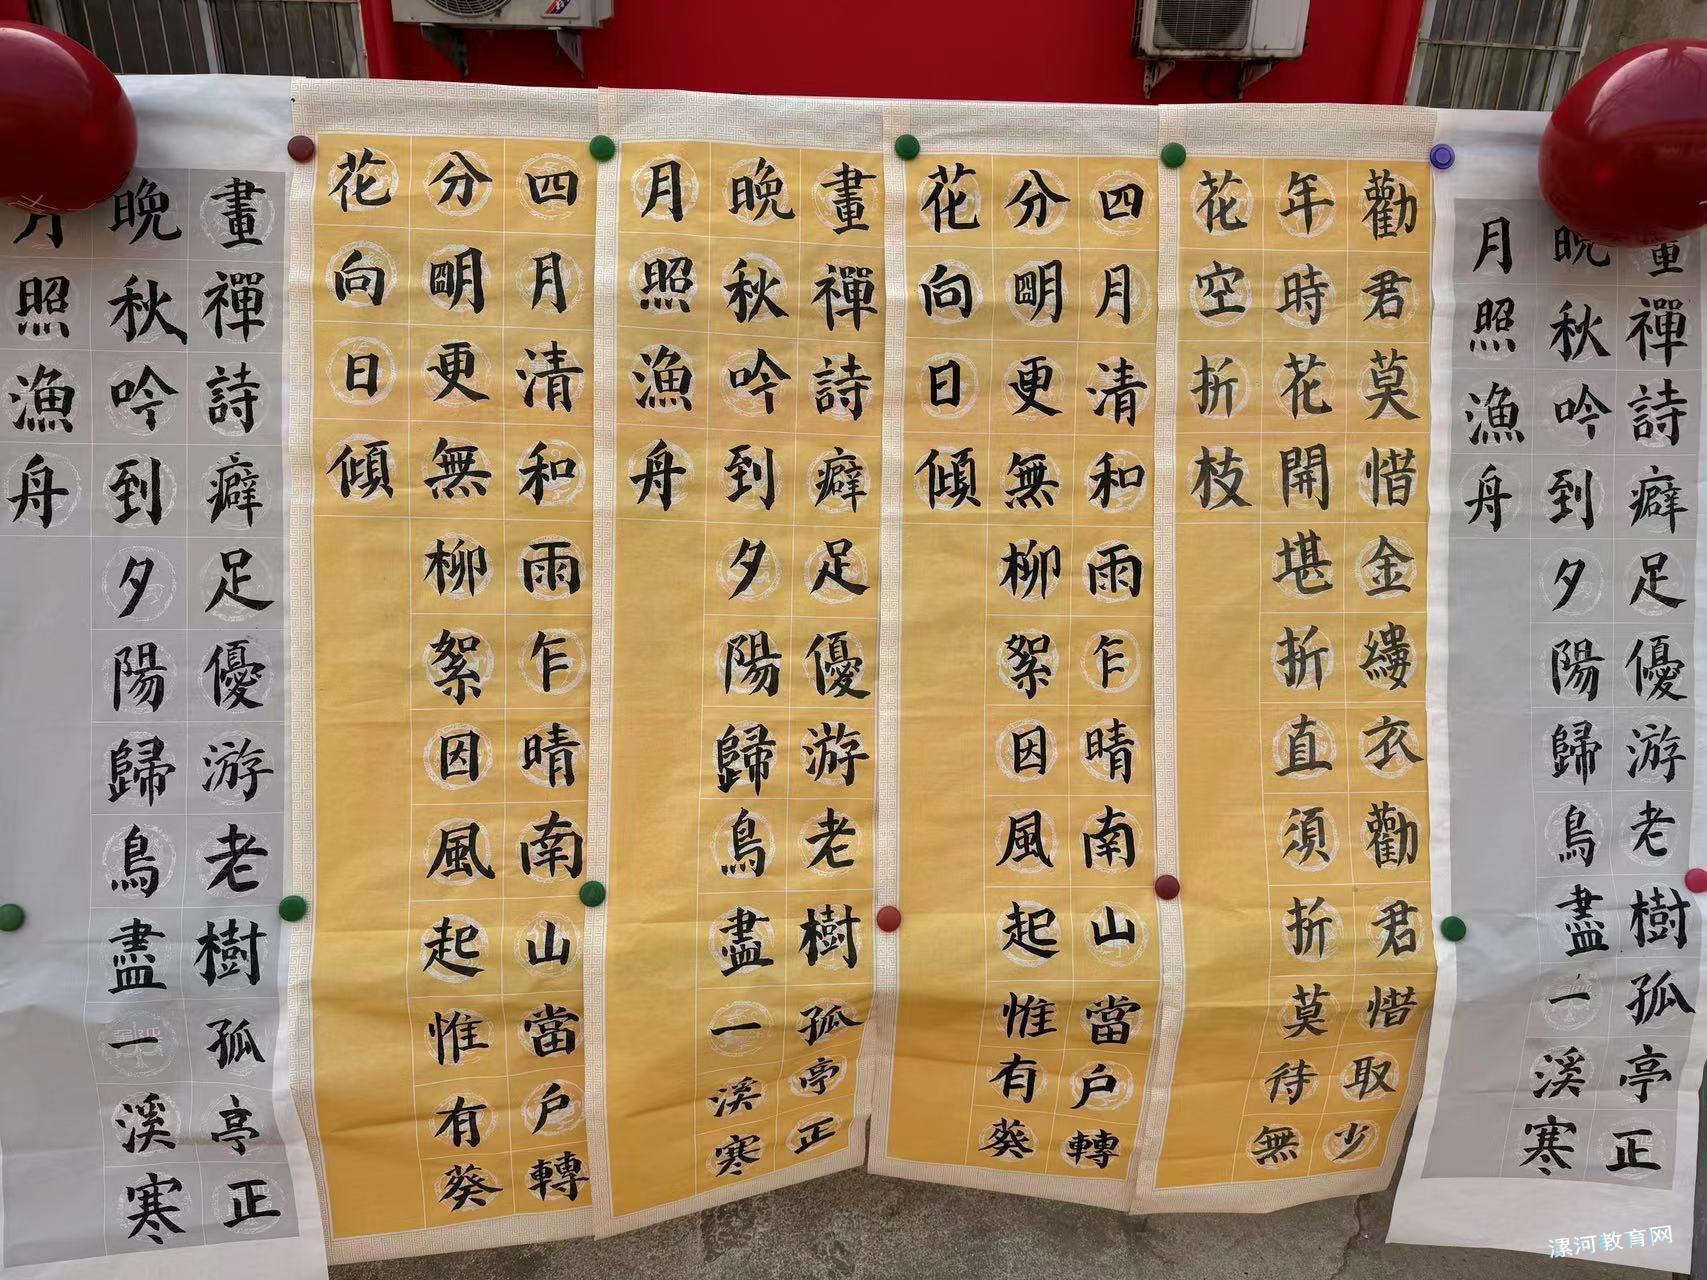 畫禪詩癖足優游老樹孤亭正
晚秋吟到夕陽歸鳥盡一溪寒
月照漁舟
勸君莫惜金縷衣勸君惜取少
年時花開堪折直須折莫待無
花空折枝
四月清和雨乍晴南山當户轉
分明更無柳絮因風起惟有葵
花向日傾
畫禪詩癖足優游老樹孤亭正
晚秋吟到夕陽歸鳥盡一溪寒
月照漁舟
四月清和雨乍晴南山當户轉
分明更無柳絮因風起惟有葵
花向日傾
畫禪詩癖足優游老樹孤亭正
晚秋吟到夕陽歸鳥盡一溪寒
月照漁舟
漯河教育网